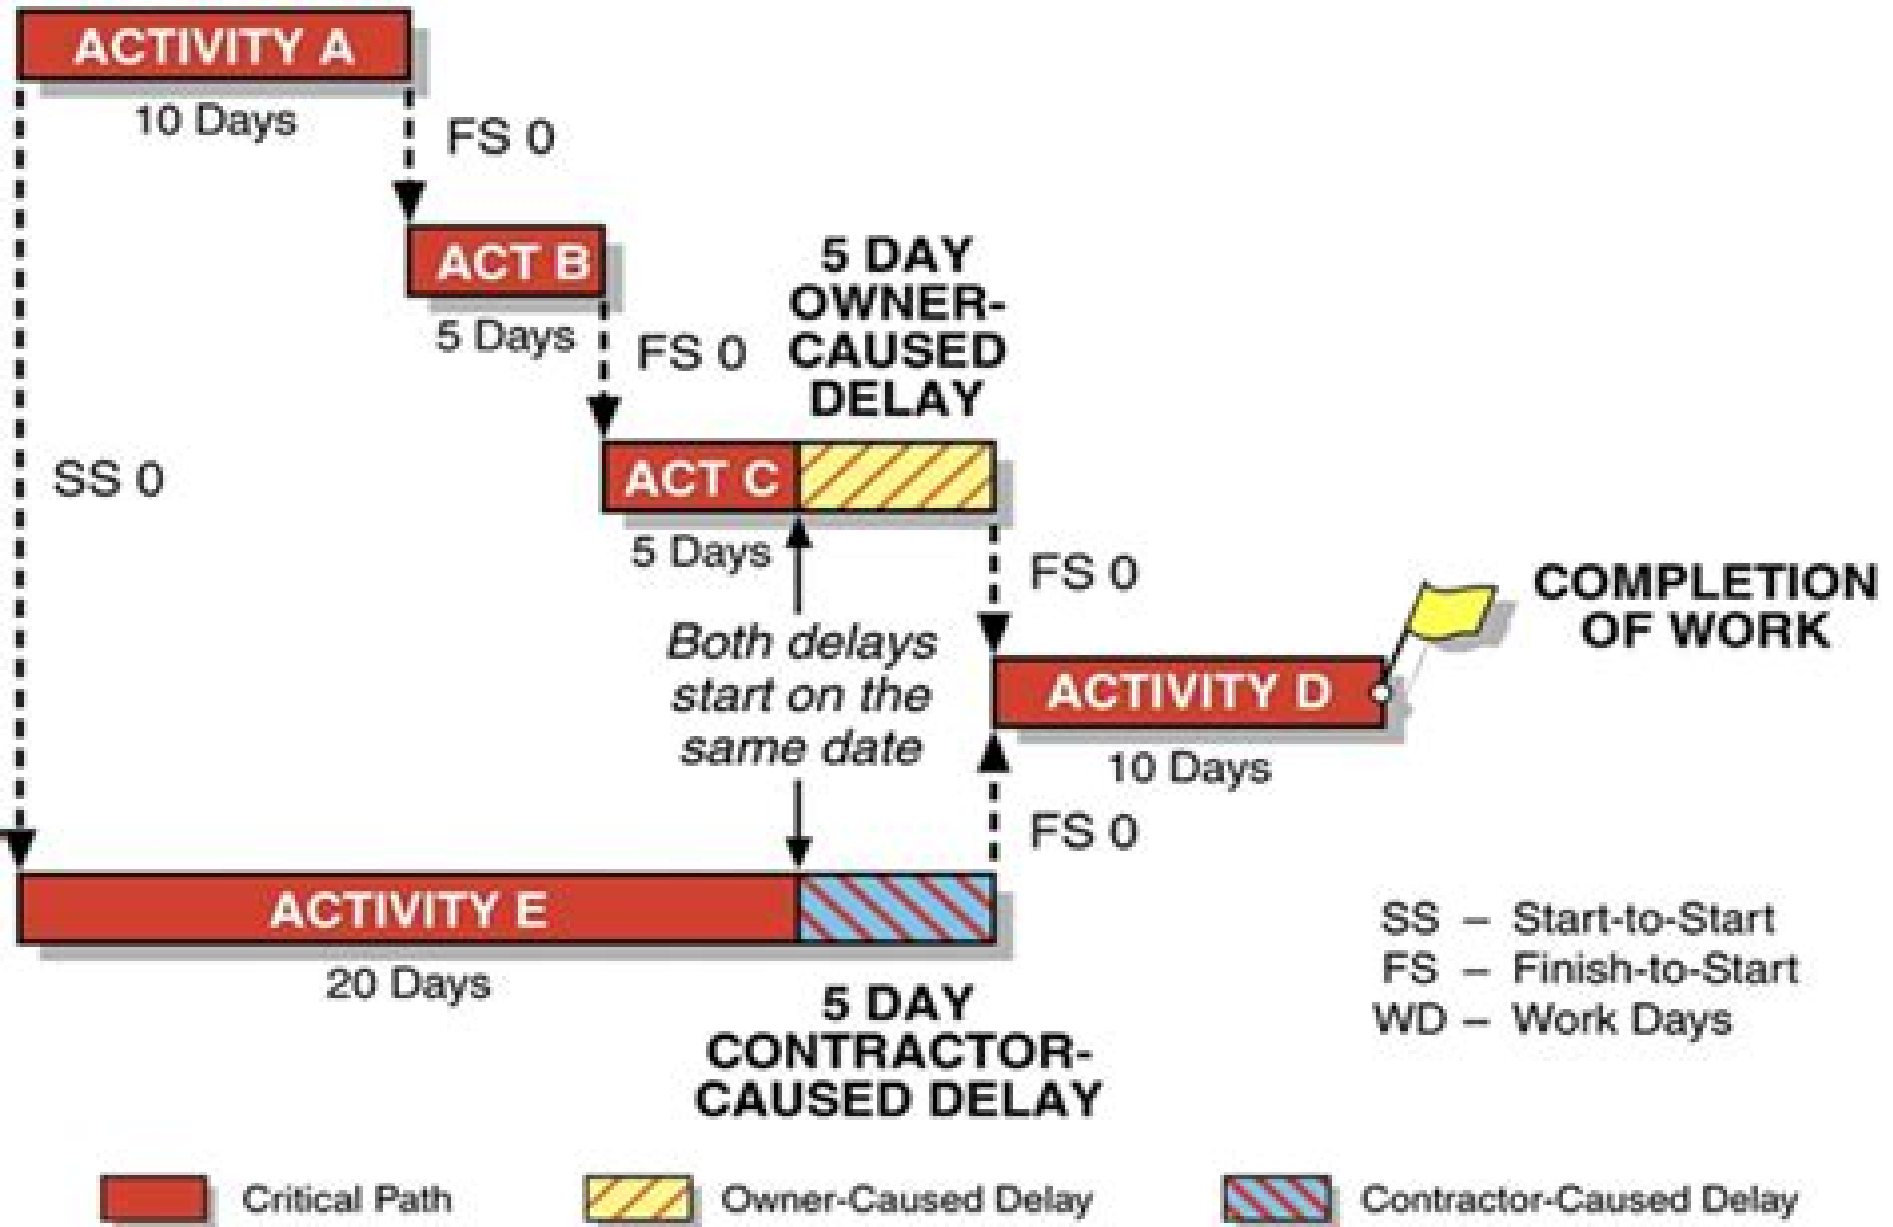 ACTIVITY A
10 Days
FS 0
ACT B
5 Days
FS 0
5 DAY
OWNER-
CAUSED
DELAY
SS 0
ACT C
5 Days
FS 0
Both delays
start on the
same date
COMPLETION
OF WORK
ACTIVITY D
10 Days
FS 0
ACTIVITY E
20 Days
5 DAY
CONTRACTOR-
CAUSED DELAY
SS – Start-to-Start
FS – Finish-to-Start
WD – Work Days
Critical Path
Owner-Caused Delay
Contractor-Caused Delay